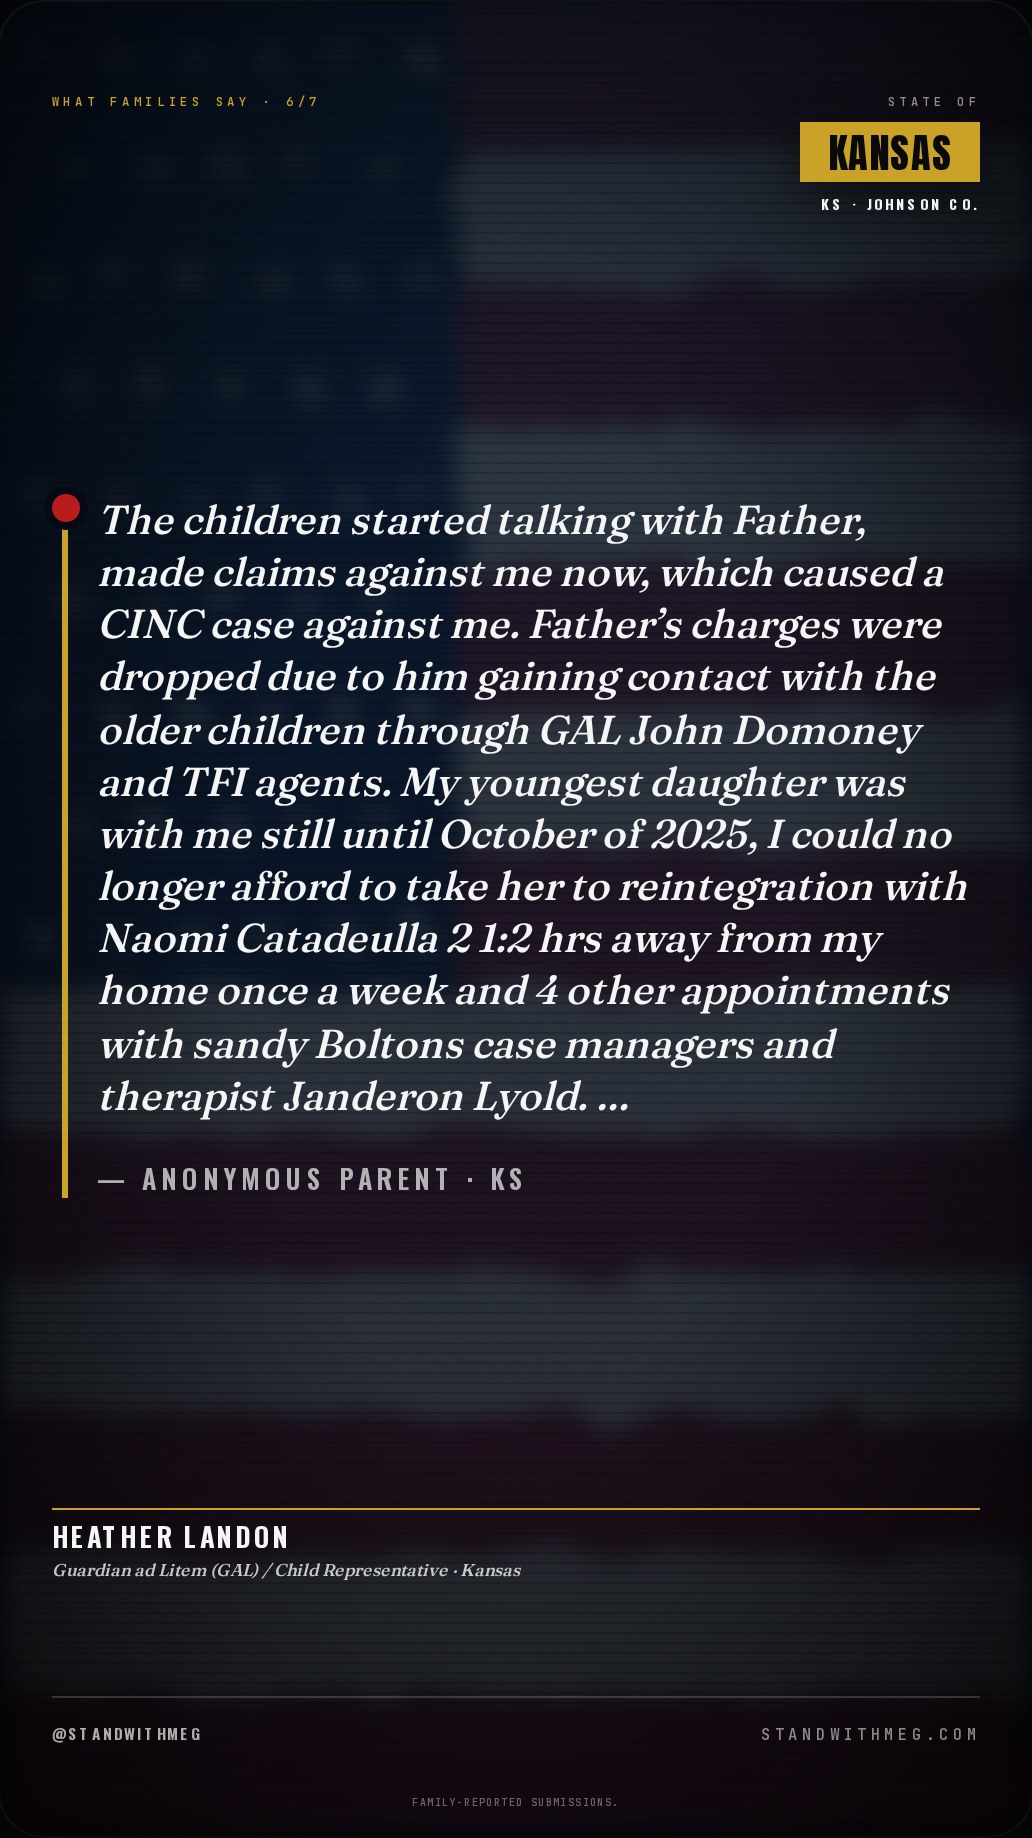 WHAT FAMILIES SAY · 6/7
STATE OF
KANSAS
KS · JOHNSON CO.
The children started talking with Father,
made claims against me now, which caused a
CINC case against me. Father’s charges were
dropped due to him gaining contact with the
older children through GAL John Domoney
and TFI agents. My youngest daughter was
with me still until October of 2025, I could no
longer afford to take her to reintegration with
Naomi Catadeulla 2 1:2 hrs away from my
home once a week and 4 other appointments
with sandy Boltons case managers and
therapist Janderon Lyold. ...
— ANONYMOUS PARENT · KS
HEATHER LANDON
Guardian ad Litem (GAL) / Child Representative · Kansas
@STANDWITHMEG
STANDWITHMEG.COM
FAMILY-REPORTED SUBMISSIONS.